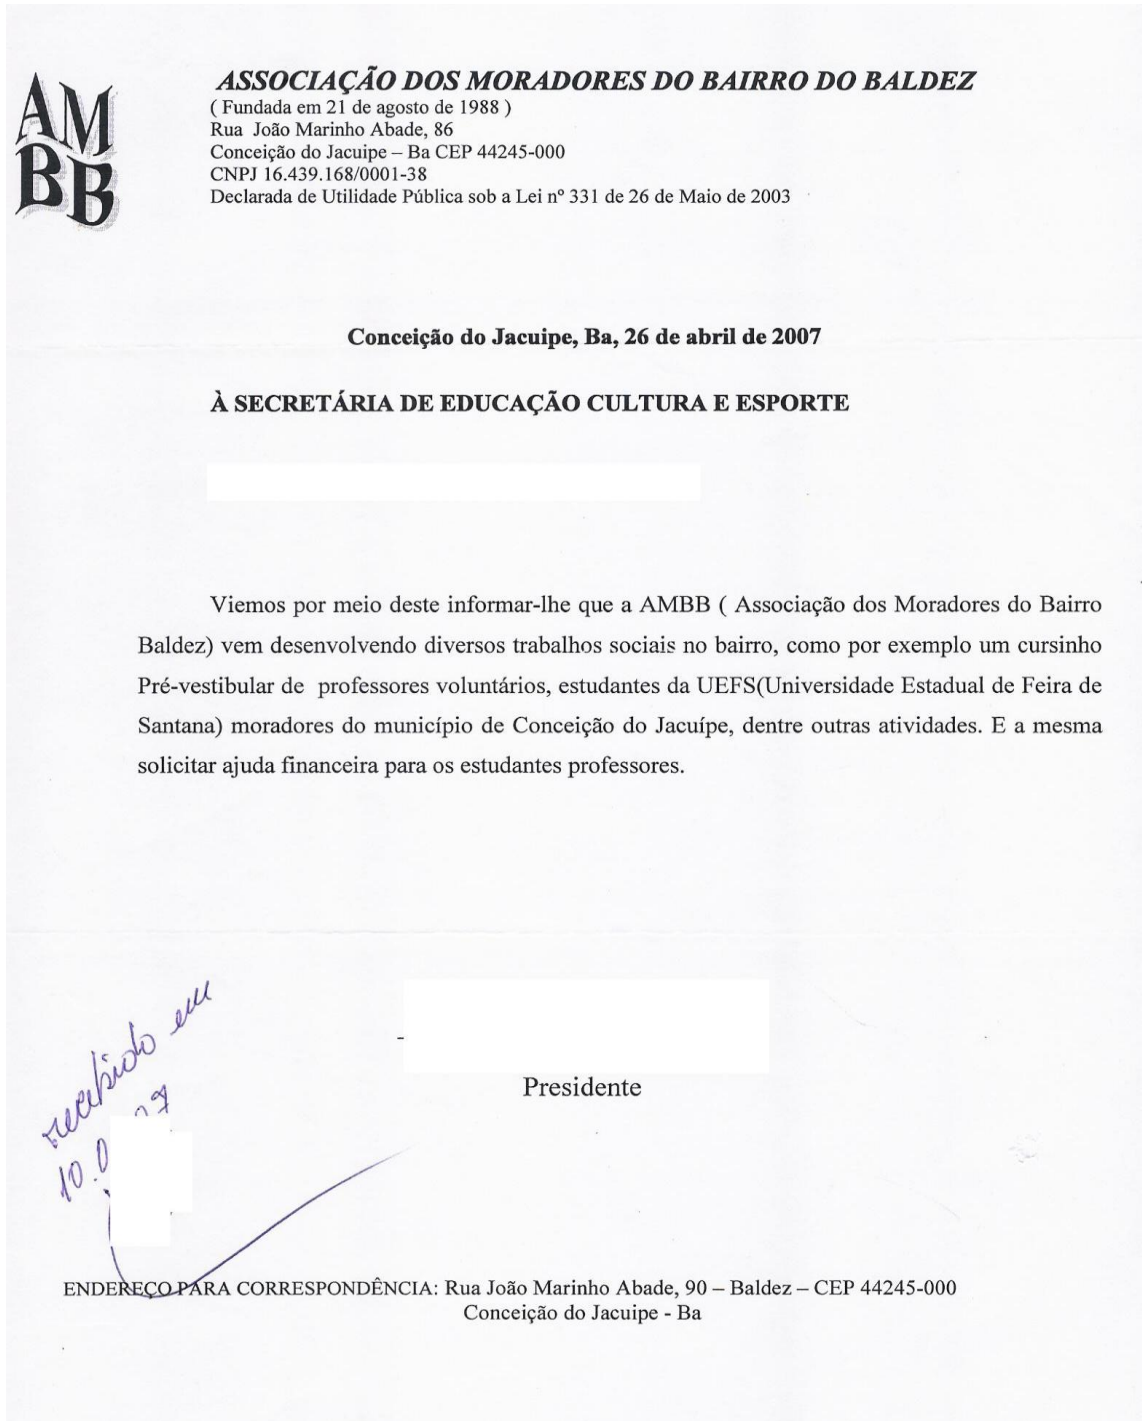 AM
BB
ASSOCIAÇÃO DOS MORADORES DO BAIRRO DO BALDEZ
( Fundada em 21 de agosto de 1988 )
Rua João Marinho Abade, 86
Conceição do Jacuipe – Ba CEP 44245-000
CNPJ 16.439.168/0001-38
Declarada de Utilidade Pública sob a Lei nº 331 de 26 de Maio de 2003
Conceição do Jacuipe, Ba, 26 de abril de 2007
À SECRETÁRIA DE EDUCAÇÃO CULTURA E ESPORTE
Viemos por meio deste informar-lhe que a AMBB ( Associação dos Moradores do Bairro
Baldez) vem desenvolvendo diversos trabalhos sociais no bairro, como por exemplo um cursinho
Pré-vestibular de professores voluntários, estudantes da UEFS(Universidade Estadual de Feira de
Santana) moradores do município de Conceição do Jacuípe, dentre outras atividades. E a mesma
solicitar ajuda financeira para os estudantes professores.
Presidente
recebido em
10.0 07
ENDEREÇO PARA CORRESPONDÊNCIA: Rua João Marinho Abade, 90 – Baldez – CEP 44245-000
Conceição do Jacuipe - Ba